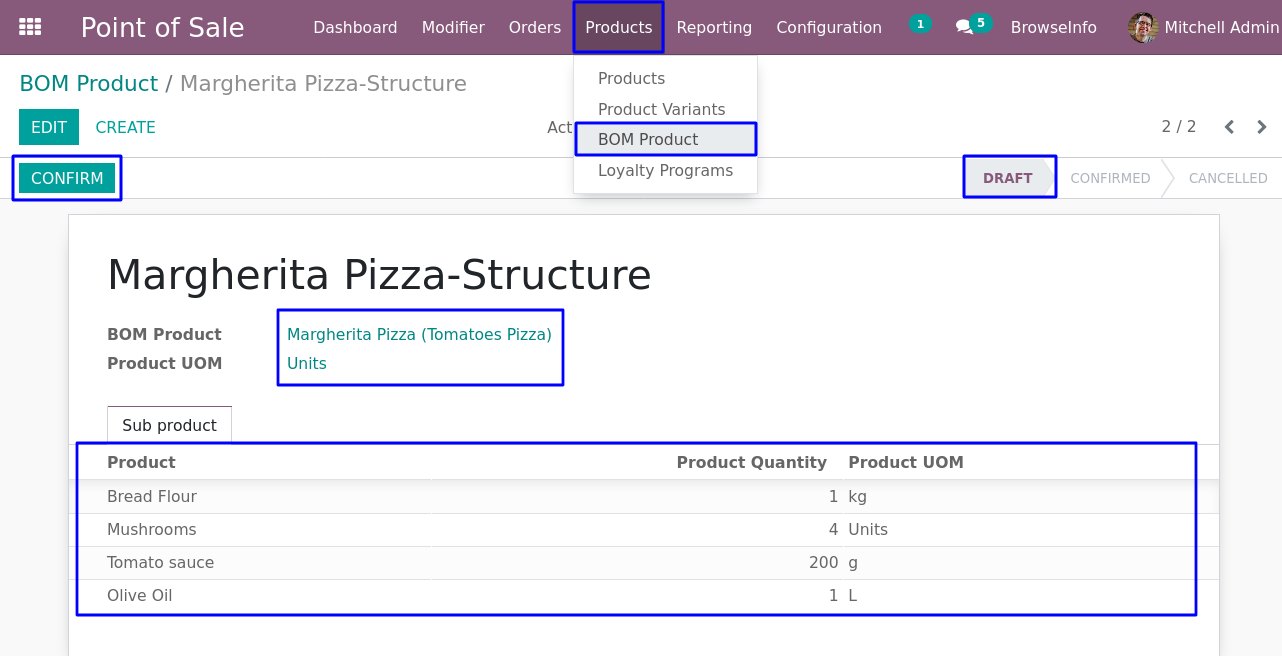 Point of Sale Dashboard Modifier Orders Products Reporting Configuration 1 5 BrowseInfo Mitchell Admin
BOM Product / Margherita Pizza-Structure
Products
Product Variants
BOM Product
Loyalty Programs
EDIT CREATE Act 2 / 2
CONFIRM DRAFT CONFIRMED CANCELLED
Margherita Pizza-Structure
BOM Product Margherita Pizza (Tomatoes Pizza)
Product UOM Units
Sub product
Product Product Quantity Product UOM
Bread Flour 1 kg
Mushrooms 4 Units
Tomato sauce 200 g
Olive Oil 1 L